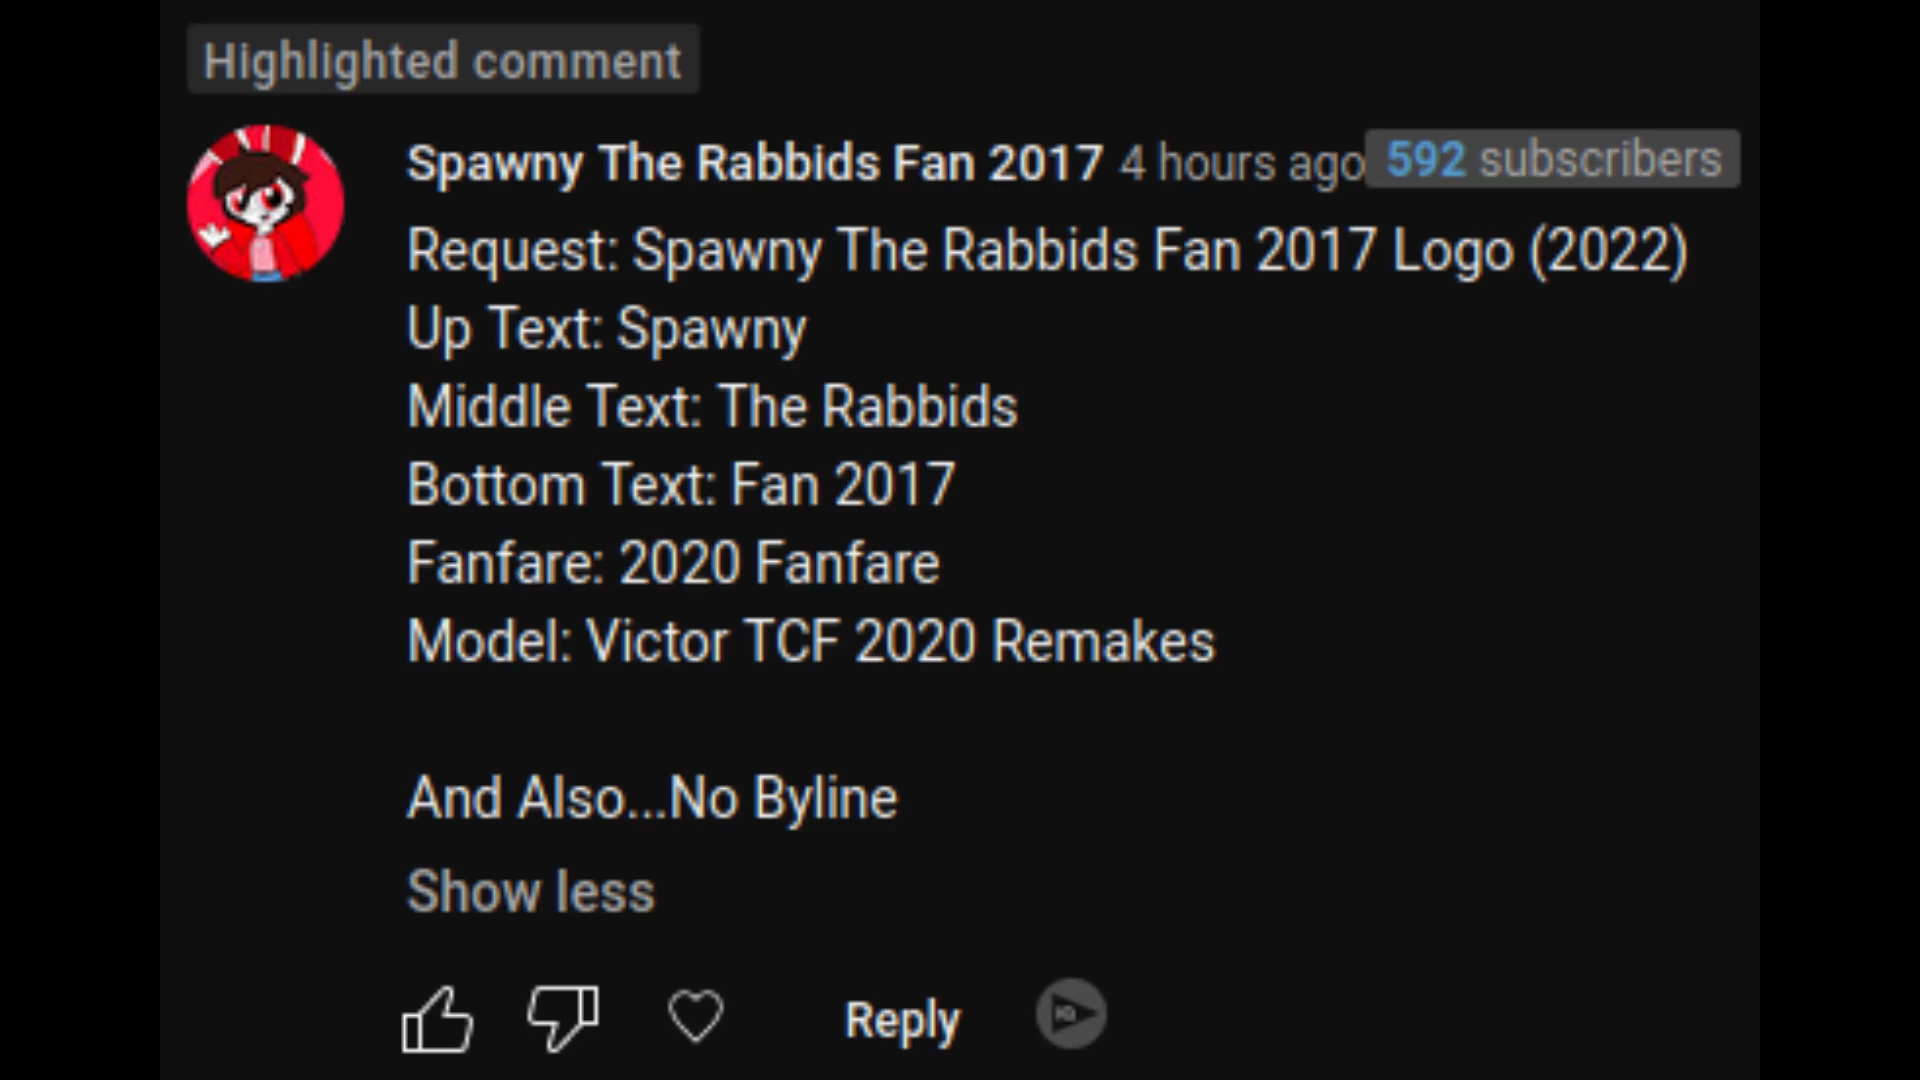 Highlighted comment
Spawny The Rabbids Fan 2017 4 hours ago 592 subscribers
Request: Spawny The Rabbids Fan 2017 Logo (2022)
Up Text: Spawny
Middle Text: The Rabbids
Bottom Text: Fan 2017
Fanfare: 2020 Fanfare
Model: Victor TCF 2020 Remakes
And Also...No Byline
Show less
Reply